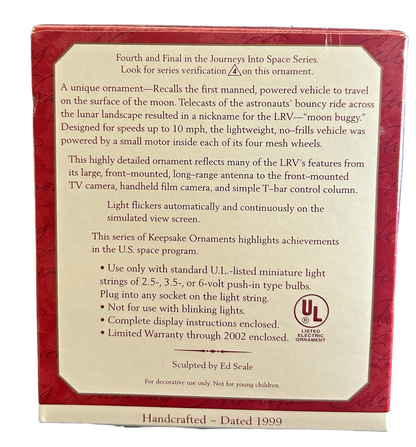 Fourth and Final in the Journeys Into Space Series.
Look for series verification 4 on this ornament.
A unique ornament—Recalls the first manned, powered vehicle to travel
on the surface of the moon. Telecasts of the astronauts' bouncy ride across
the lunar landscape resulted in a nickname for the LRV—"moon buggy."
Designed for speeds up to 10 mph, the lightweight, no–frills vehicle was
powered by a small motor inside each of its four mesh wheels.
This highly detailed ornament reflects many of the LRV's features from
its large, front–mounted, long–range antenna to the front–mounted
TV camera, handheld film camera, and simple T–bar control column.
Light flickers automatically and continuously on the
simulated view screen.
This series of Keepsake Ornaments highlights achievements
in the U.S. space program.
• Use only with standard U.L.-listed miniature light
strings of 2.5-, 3.5-, or 6-volt push-in type bulbs.
Plug into any socket on the light string.
• Not for use with blinking lights.
• Complete display instructions enclosed.
• Limited Warranty through 2002 enclosed.
UL
LISTED
ELECTRIC
ORNAMENT
Sculpted by Ed Seale
For decorative use only. Not for young children.
Handcrafted ~ Dated 1999